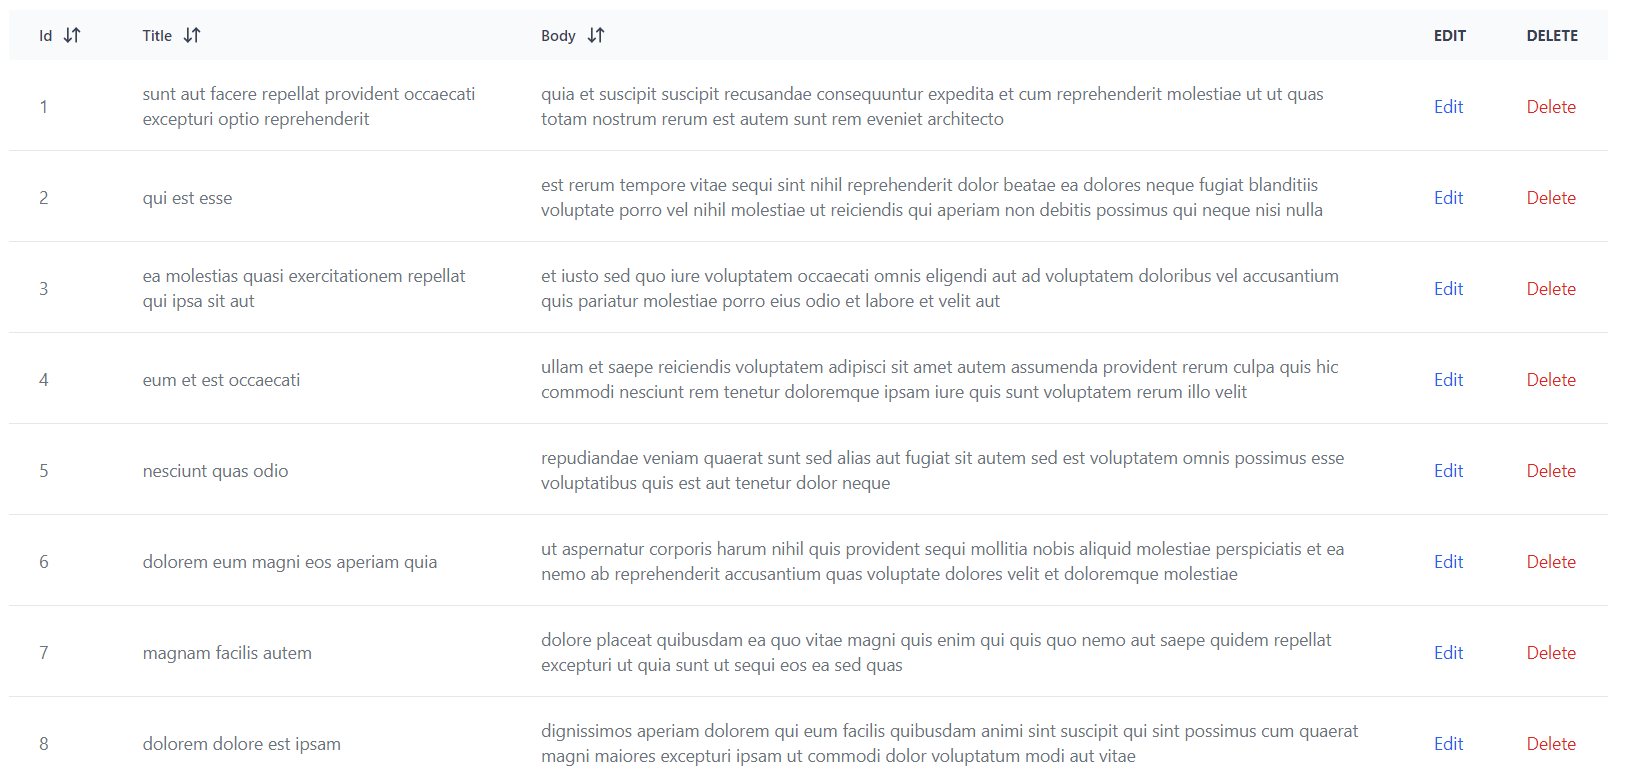 Id Title Body EDIT DELETE
1 sunt aut facere repellat provident occaecati quia et suscipit suscipit recusandae consequuntur expedita et cum reprehenderit molestiae ut ut quas Edit Delete
excepturi optio reprehenderit totam nostrum rerum est autem sunt rem eveniet architecto
2 qui est esse est rerum tempore vitae sequi sint nihil reprehenderit dolor beatae ea dolores neque fugiat blanditiis Edit Delete
voluptate porro vel nihil molestiae ut reiciendis qui aperiam non debitis possimus qui neque nisi nulla
3 ea molestias quasi exercitationem repellat et iusto sed quo iure voluptatem occaecati omnis eligendi aut ad voluptatem doloribus vel accusantium Edit Delete
qui ipsa sit aut quis pariatur molestiae porro eius odio et labore et velit aut
4 eum et est occaecati ullam et saepe reiciendis voluptatem adipisci sit amet autem assumenda provident rerum culpa quis hic Edit Delete
commodi nesciunt rem tenetur doloremque ipsam iure quis sunt voluptatem rerum illo velit
5 nesciunt quas odio repudiandae veniam quaerat sunt sed alias aut fugiat sit autem sed est voluptatem omnis possimus esse Edit Delete
voluptatibus quis est aut tenetur dolor neque
6 dolorem eum magni eos aperiam quia ut aspernatur corporis harum nihil quis provident sequi mollitia nobis aliquid molestiae perspiciatis et ea Edit Delete
nemo ab reprehenderit accusantium quas voluptate dolores velit et doloremque molestiae
7 magnam facilis autem dolore placeat quibusdam ea quo vitae magni quis enim qui quis quo nemo aut saepe quidem repellat Edit Delete
excepturi ut quia sunt ut sequi eos ea sed quas
8 dolorem dolore est ipsam dignissimos aperiam dolorem qui eum facilis quibusdam animi sint suscipit qui sint possimus cum quaerat Edit Delete
magni maiores excepturi ipsam ut commodi dolor voluptatum modi aut vitae